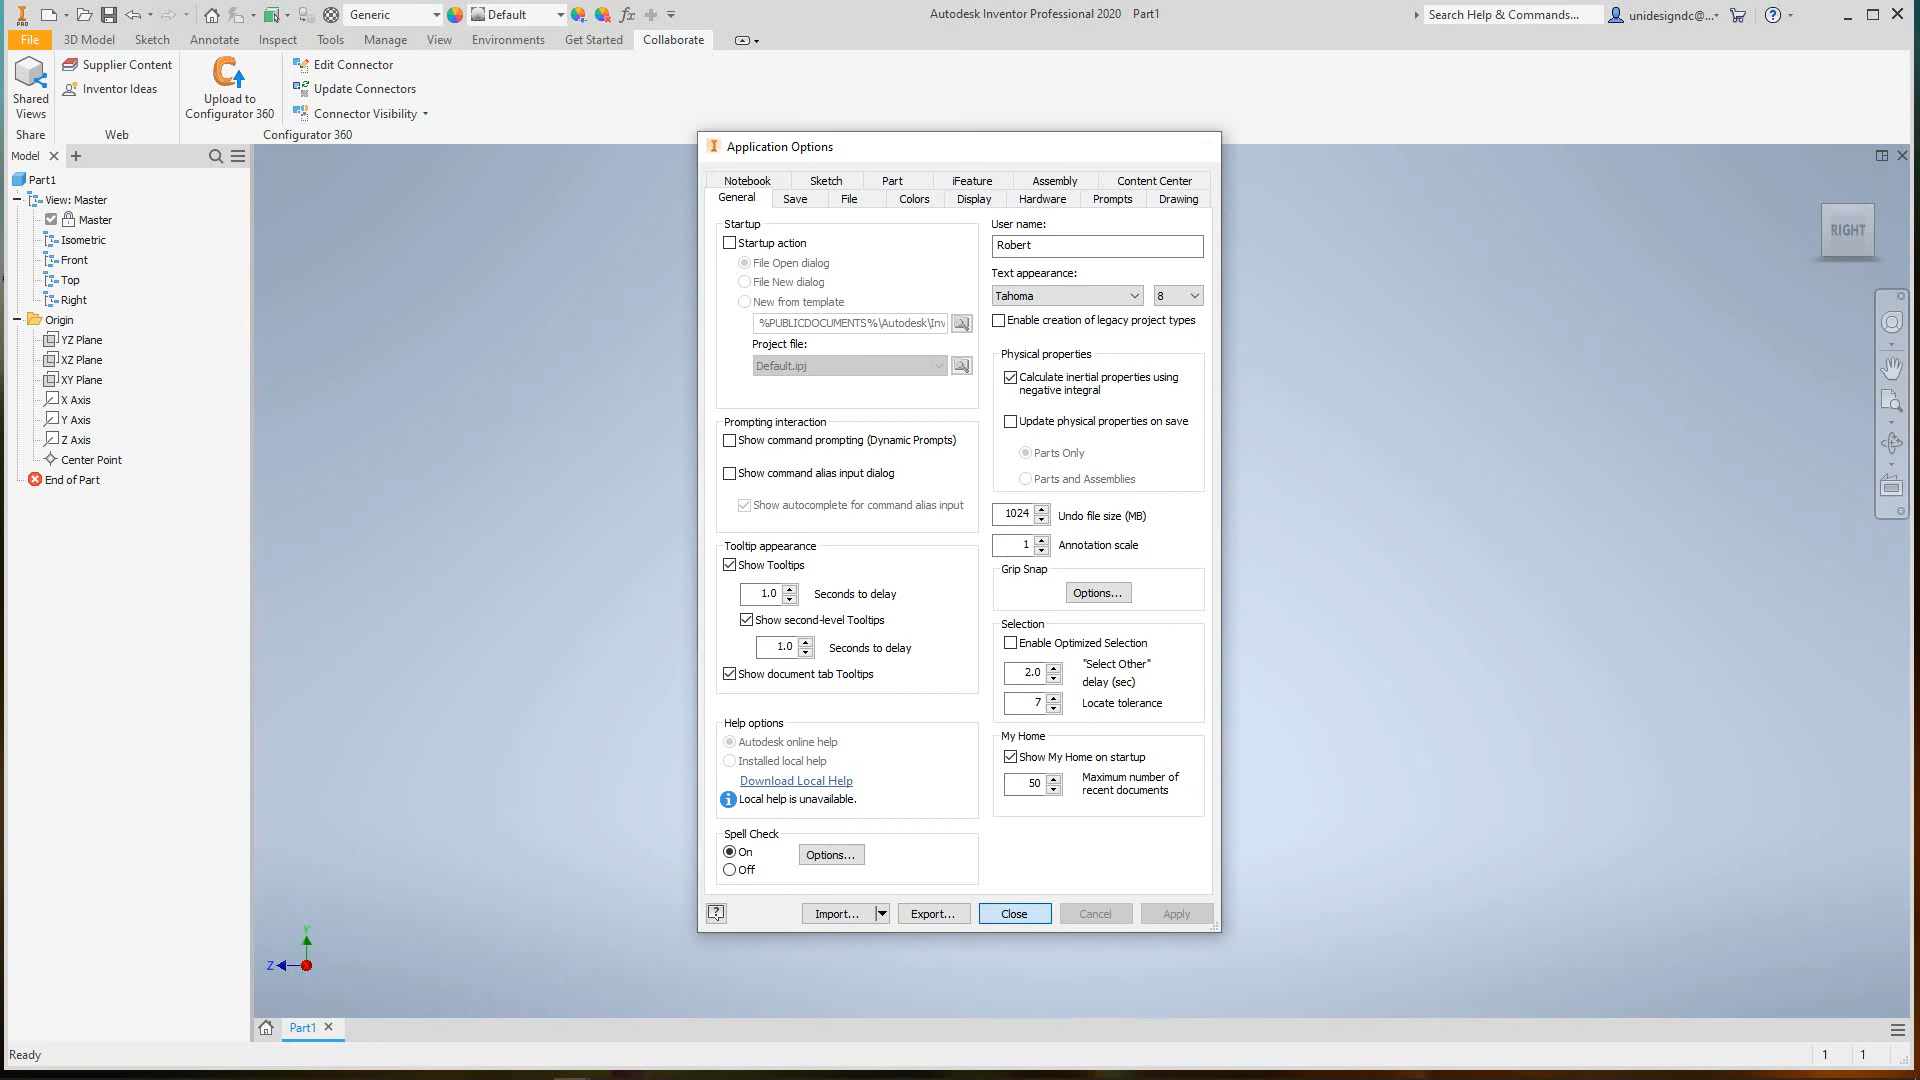 PRO
Generic
Default
fx
Autodesk Inventor Professional 2020 Part1
Search Help & Commands...
unidesigndc@...
File
3D Model
Sketch
Annotate
Inspect
Tools
Manage
View
Environments
Get Started
Collaborate
Shared
Views
Share
Supplier Content
Inventor Ideas
Web
Upload to
Configurator 360
Edit Connector
Update Connectors
Connector Visibility
Configurator 360
Model
Part1
View: Master
Master
Isometric
Front
Top
Right
Origin
YZ Plane
XZ Plane
XY Plane
X Axis
Y Axis
Z Axis
Center Point
End of Part
Application Options
Notebook
Sketch
Part
iFeature
Assembly
Content Center
General
Save
File
Colors
Display
Hardware
Prompts
Drawing
Startup
Startup action
File Open dialog
File New dialog
New from template
%PUBLICDOCUMENTS%\Autodesk\Inv
Project file:
Default.ipj
Prompting interaction
Show command prompting (Dynamic Prompts)
Show command alias input dialog
Show autocomplete for command alias input
Tooltip appearance
Show Tooltips
1.0 Seconds to delay
Show second-level Tooltips
1.0 Seconds to delay
Show document tab Tooltips
Help options
Autodesk online help
Installed local help
Download Local Help
Local help is unavailable.
Spell Check
On
Off
Options...
User name:
Robert
Text appearance:
Tahoma
8
Enable creation of legacy project types
Physical properties
Calculate inertial properties using
negative integral
Update physical properties on save
Parts Only
Parts and Assemblies
1024 Undo file size (MB)
1 Annotation scale
Grip Snap
Options...
Selection
Enable Optimized Selection
2.0 "Select Other"
delay (sec)
7 Locate tolerance
My Home
Show My Home on startup
50 Maximum number of
recent documents
Import...
Export...
Close
Cancel
Apply
RIGHT
Y
Z
Part1
Ready
1
1